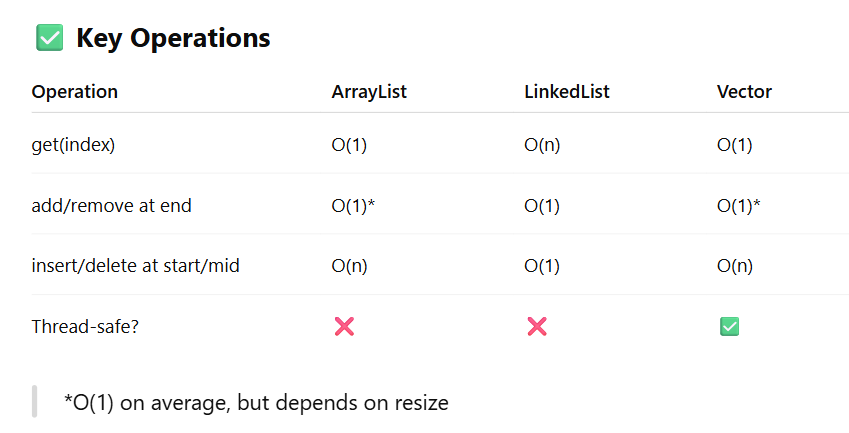 ✅ Key Operations
Operation ArrayList LinkedList Vector
get(index) O(1) O(n) O(1)
add/remove at end O(1)* O(1) O(1)*
insert/delete at start/mid O(n) O(1) O(n)
Thread-safe? ❌ ❌ ✅
*O(1) on average, but depends on resize